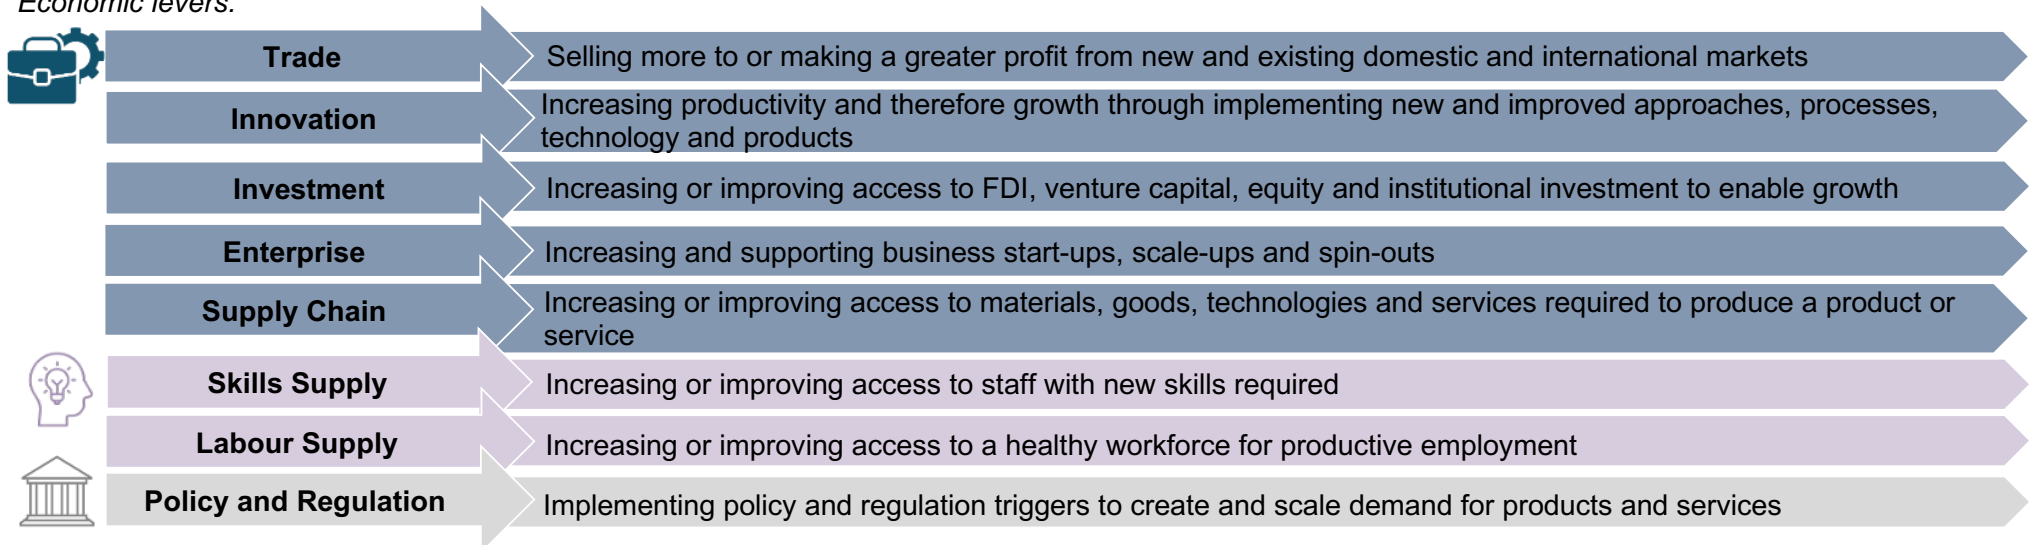 Economic levers:
Trade
Selling more to or making a greater profit from new and existing domestic and international markets
Innovation
Increasing productivity and therefore growth through implementing new and improved approaches, processes,
technology and products
Investment
Increasing or improving access to FDI, venture capital, equity and institutional investment to enable growth
Enterprise
Increasing and supporting business start-ups, scale-ups and spin-outs
Supply Chain
Increasing or improving access to materials, goods, technologies and services required to produce a product or
service
Skills Supply
Increasing or improving access to staff with new skills required
Labour Supply
Increasing or improving access to a healthy workforce for productive employment
Policy and Regulation
Implementing policy and regulation triggers to create and scale demand for products and services